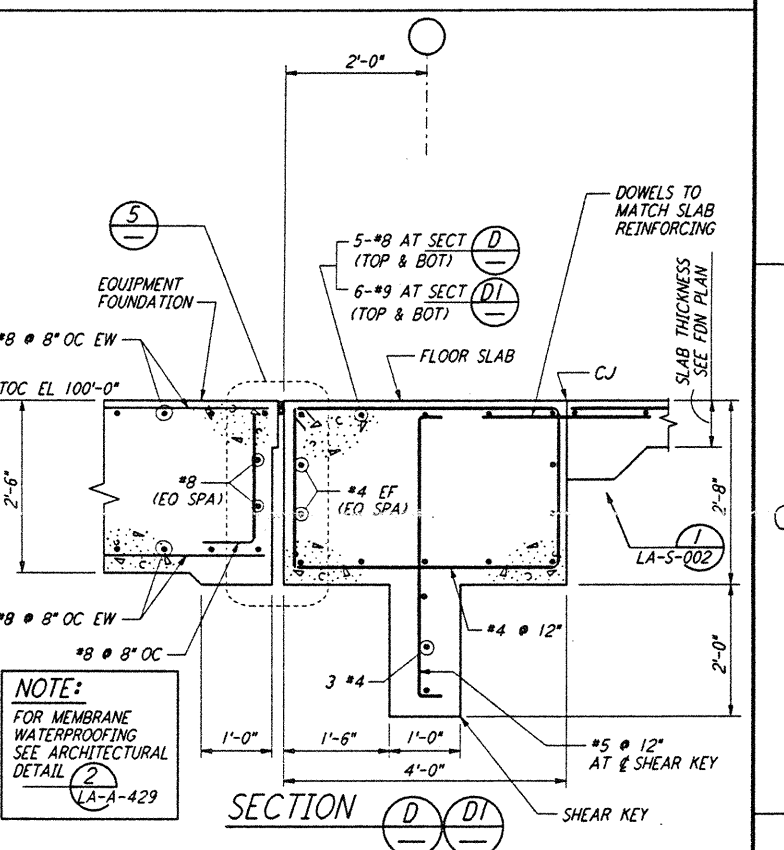 2'-0"
5
5-#8 AT SECT D
(TOP & BOT)
6-#9 AT SECT D1
(TOP & BOT)
DOWELS TO
MATCH SLAB
REINFORCING
EQUIPMENT
FOUNDATION
#8 @ 8" OC EW
FLOOR SLAB
CJ
SLAB THICKNESS
SEE FDN PLAN
TOC EL 100'-0"
2'-6"
#8
(EQ SPA)
#4 EF
(EQ SPA)
2'-8"
1
LA-S-002
#8 @ 8" OC EW
#8 @ 8" OC
#4 @ 12"
3 #4
2'-0"
NOTE:
FOR MEMBRANE
WATERPROOFING
SEE ARCHITECTURAL
DETAIL 2
LA-A-429
1'-0"
1'-6"
1'-0"
4'-0"
#5 @ 12"
AT ℄ SHEAR KEY
SHEAR KEY
SECTION D D1